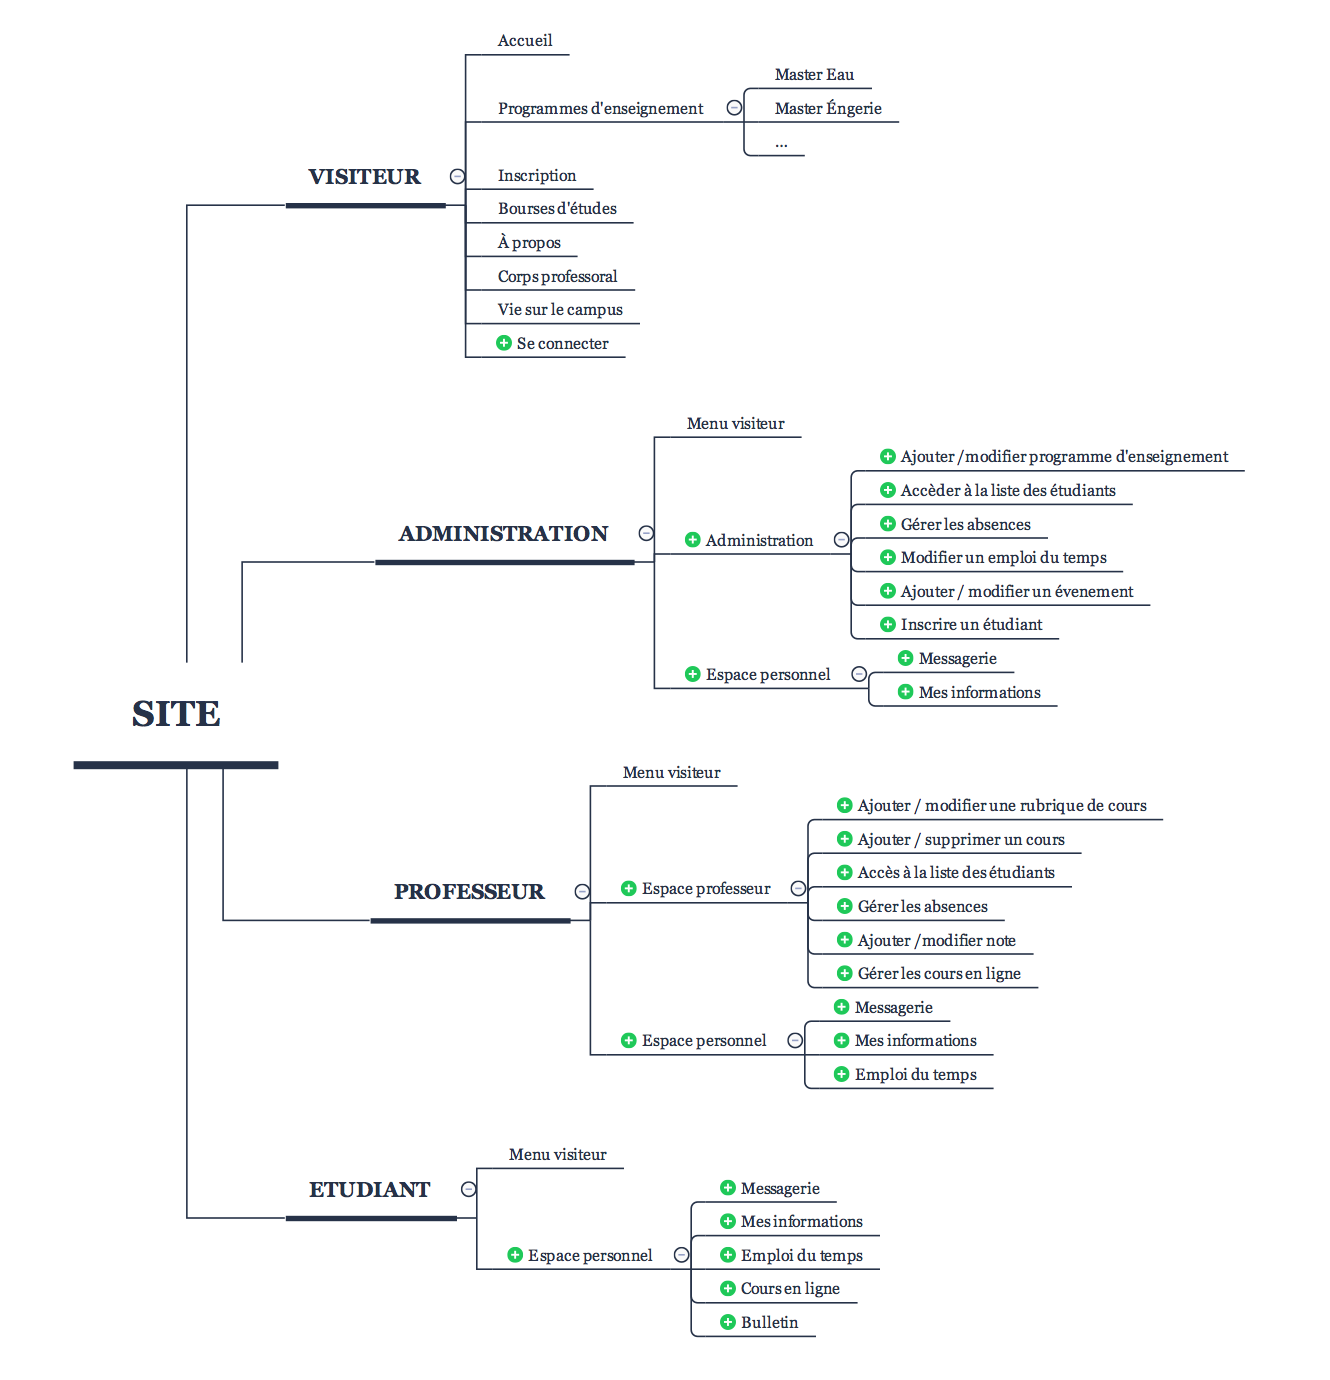 Accueil
Programmes d'enseignement
Master Eau
Master Éngerie
...
VISITEUR
Inscription
Bourses d'études
À propos
Corps professoral
Vie sur le campus
Se connecter
Menu visiteur
ADMINISTRATION
Administration
Ajouter /modifier programme d'enseignement
Accèder à la liste des étudiants
Gérer les absences
Modifier un emploi du temps
Ajouter / modifier un évenement
Inscrire un étudiant
Espace personnel
Messagerie
Mes informations
SITE
Menu visiteur
PROFESSEUR
Espace professeur
Ajouter / modifier une rubrique de cours
Ajouter / supprimer un cours
Accès à la liste des étudiants
Gérer les absences
Ajouter /modifier note
Gérer les cours en ligne
Espace personnel
Messagerie
Mes informations
Emploi du temps
Menu visiteur
ETUDIANT
Espace personnel
Messagerie
Mes informations
Emploi du temps
Cours en ligne
Bulletin